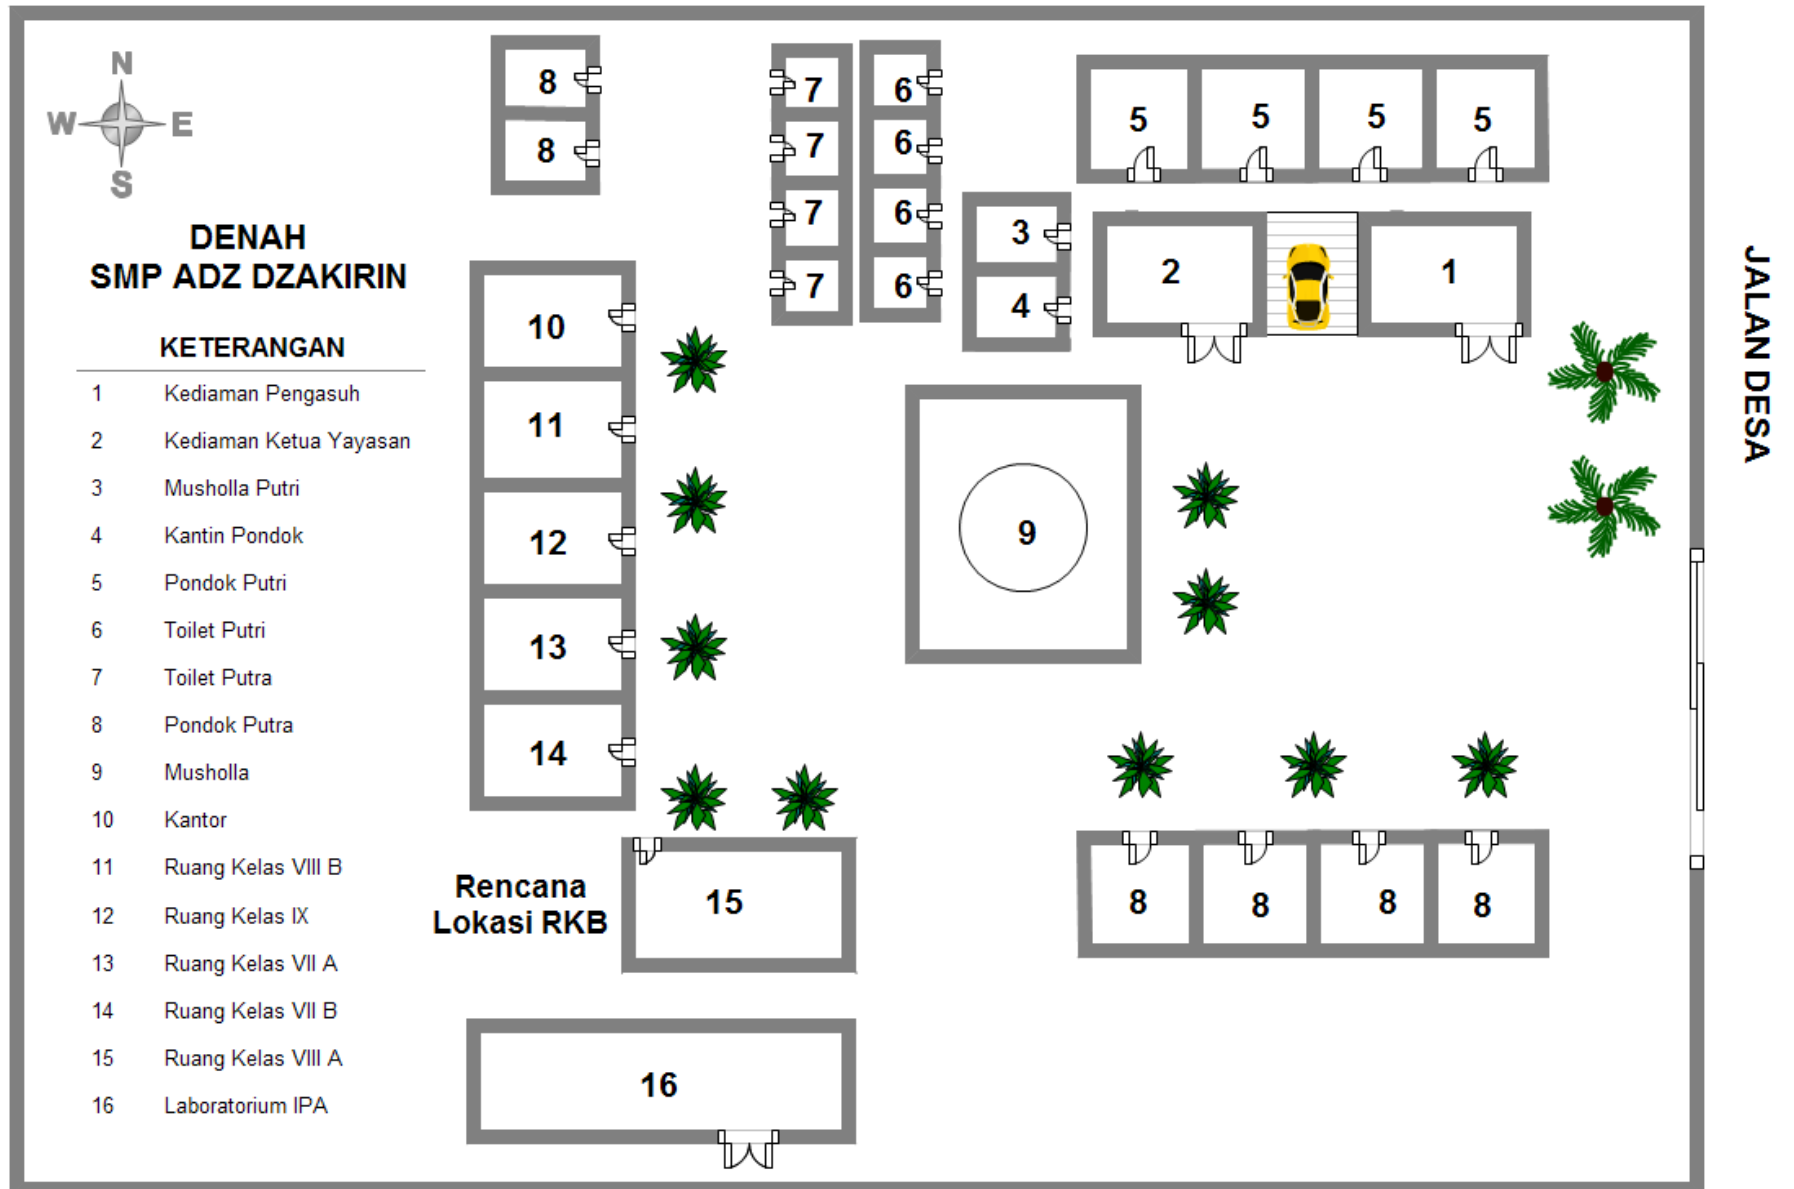 N
W E
S
DENAH
SMP ADZ DZAKIRIN
KETERANGAN
1 Kediaman Pengasuh
2 Kediaman Ketua Yayasan
3 Musholla Putri
4 Kantin Pondok
5 Pondok Putri
6 Toilet Putri
7 Toilet Putra
8 Pondok Putra
9 Musholla
10 Kantor
11 Ruang Kelas VIII B
12 Ruang Kelas IX
13 Ruang Kelas VII A
14 Ruang Kelas VII B
15 Ruang Kelas VIII A
16 Laboratorium IPA
8
8
10
11
12
13
14
Rencana
Lokasi RKB
15
16
7
7
7
7
6
6
6
6
3
4
5 5 5 5
2
1
9
8 8 8 8
JALAN DESA